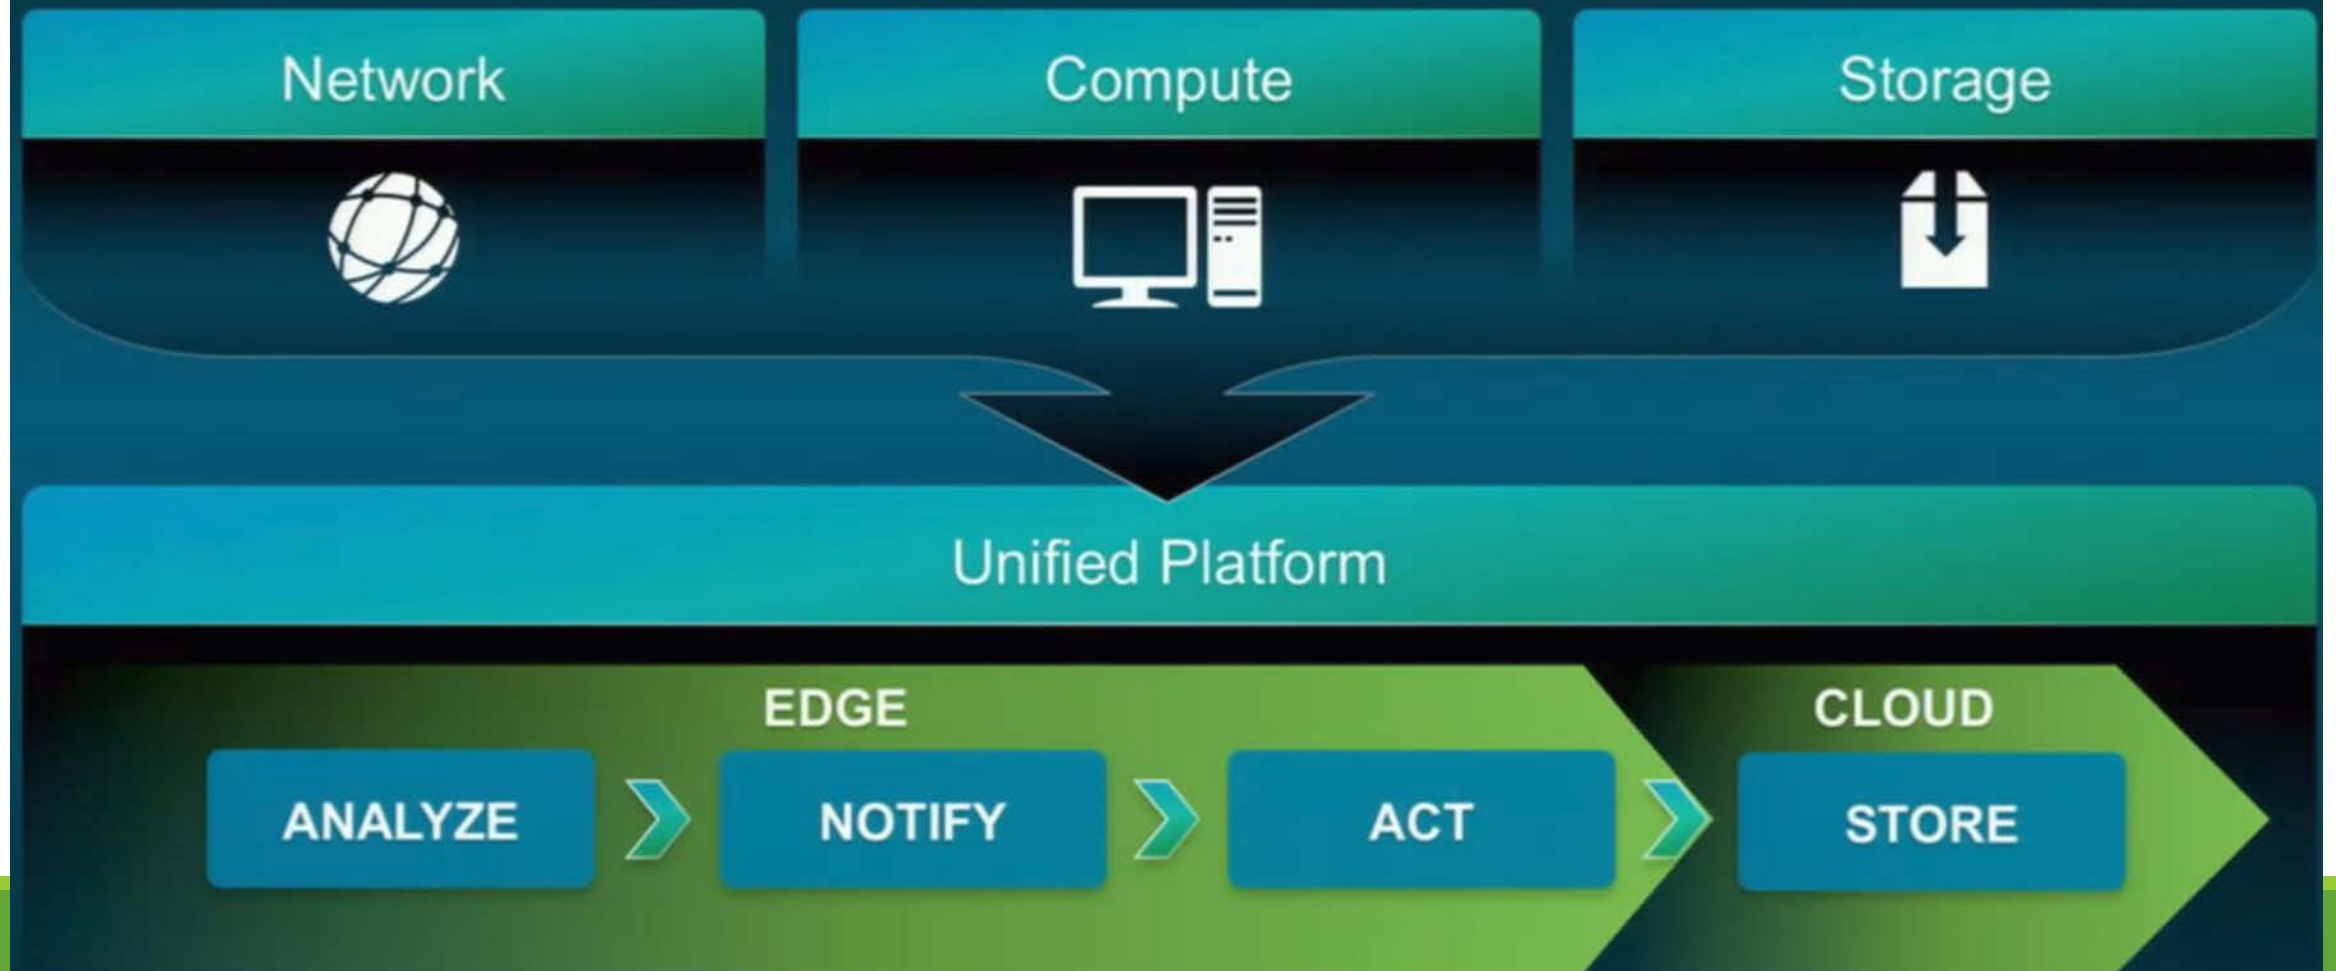 Network
Compute
Storage
Unified Platform
EDGE
CLOUD
ANALYZE
NOTIFY
ACT
STORE